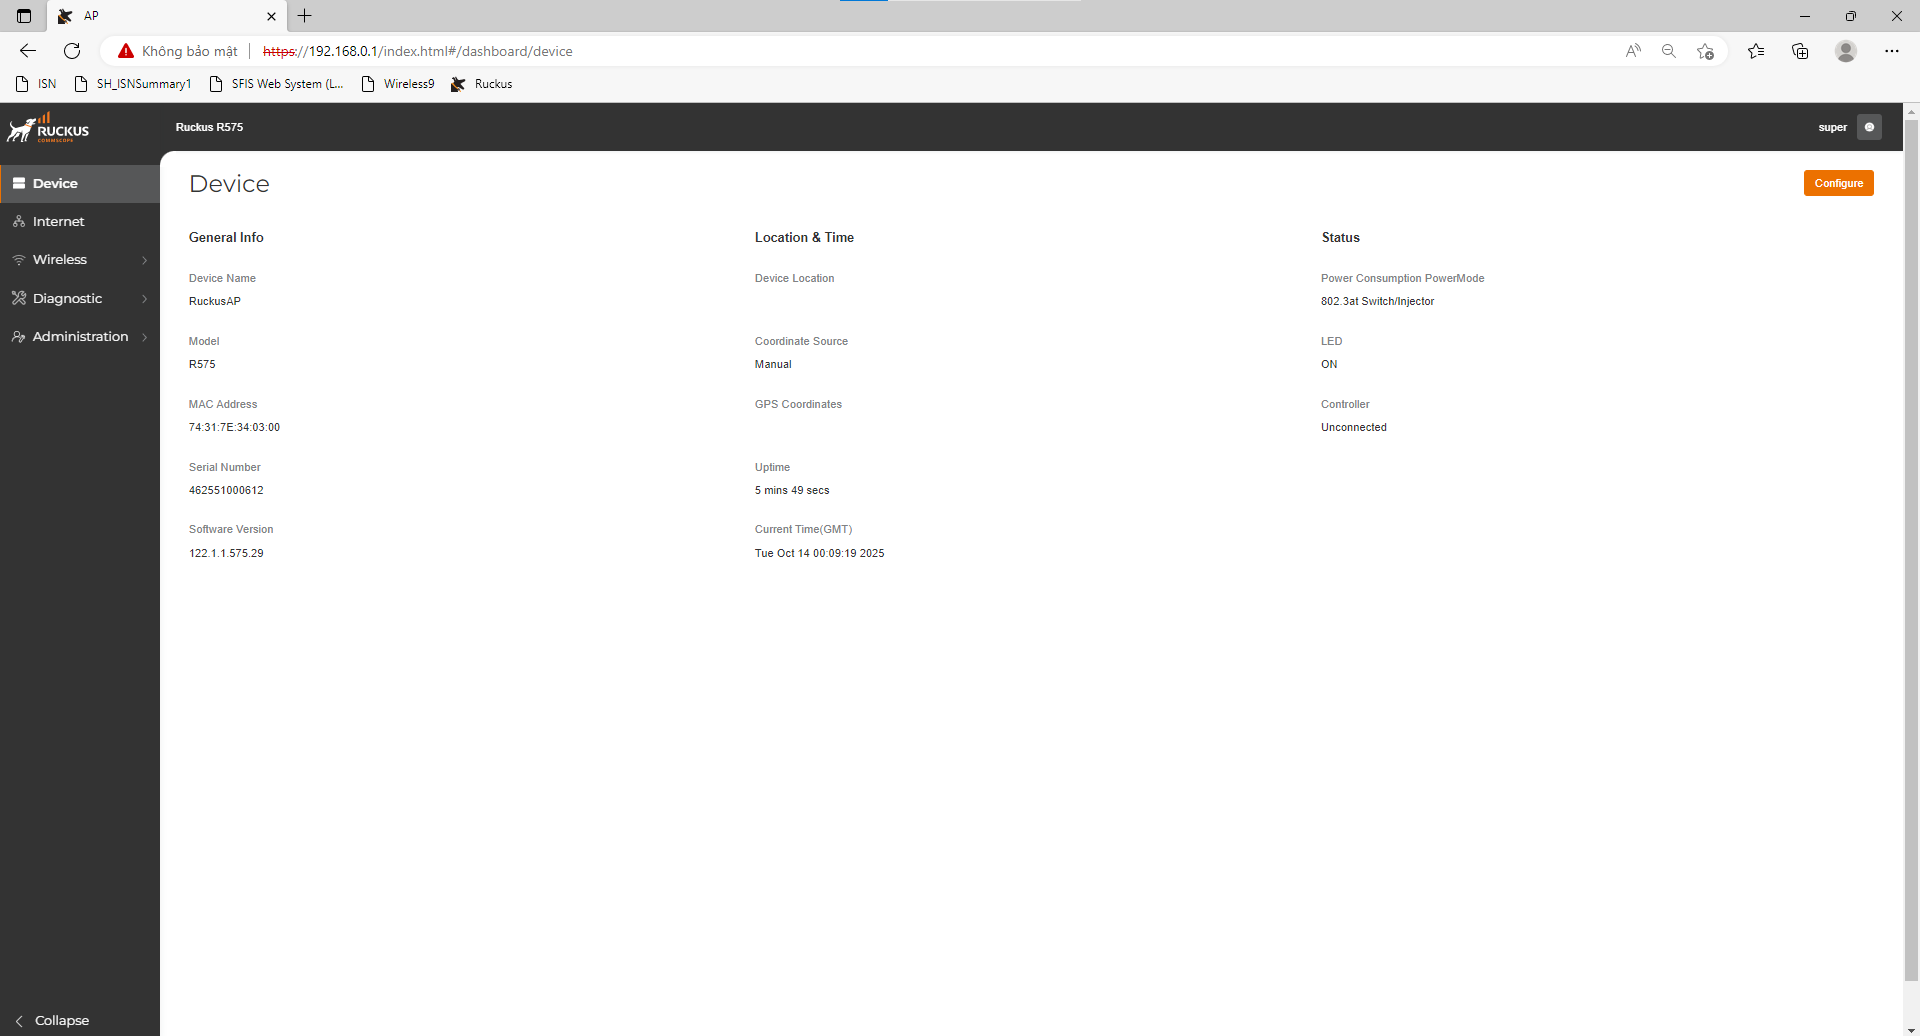 AP
Không bảo mật
https://192.168.0.1/index.html#/dashboard/device
ISN
SH_ISNSummary1
SFIS Web System (L...
Wireless9
Ruckus
RUCKUS
COMMSCOPE
Ruckus R575
super
Device
Internet
Wireless
Diagnostic
Administration
Collapse
Device
Configure
General Info
Device Name
RuckusAP
Model
R575
MAC Address
74:31:7E:34:03:00
Serial Number
462551000612
Software Version
122.1.1.575.29
Location & Time
Device Location
Coordinate Source
Manual
GPS Coordinates
Uptime
5 mins 49 secs
Current Time(GMT)
Tue Oct 14 00:09:19 2025
Status
Power Consumption PowerMode
802.3at Switch/Injector
LED
ON
Controller
Unconnected